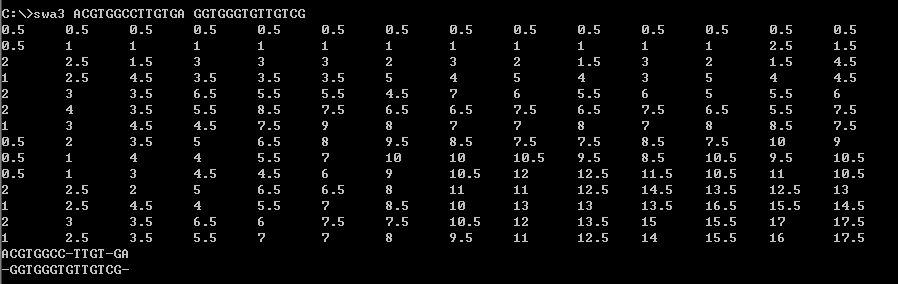 C:\>swa3 ACGTGGCCTTGTGA GGTGGGTGTTGTCG
0.5 0.5 0.5 0.5 0.5 0.5 0.5 0.5 0.5 0.5 0.5 0.5 0.5 0.5
0.5 1 1 1 1 1 1 1 1 1 1 1 2.5 1.5
2 2.5 1.5 3 3 3 2 3 2 1.5 3 2 1.5 4.5
1 2.5 4.5 3.5 3.5 3.5 5 4 5 4 3 5 4 4.5
2 3 3.5 6.5 5.5 5.5 4.5 7 6 5.5 6 5 5.5 6
2 4 3.5 5.5 8.5 7.5 6.5 6.5 7.5 6.5 7.5 6.5 5.5 7.5
1 3 4.5 4.5 7.5 9 8 7 7 8 7 8 8.5 7.5
0.5 2 3.5 5 6.5 8 9.5 8.5 7.5 7.5 8.5 7.5 10 9
0.5 1 4 4 5.5 7 10 10 10.5 9.5 8.5 10.5 9.5 10.5
0.5 1 3 4.5 4.5 6 9 10.5 12 12.5 11.5 10.5 11 10.5
2 2.5 2 5 6.5 6.5 8 11 11 12.5 14.5 13.5 12.5 13
1 2.5 4.5 4 5.5 7 8.5 10 13 13 13.5 16.5 15.5 14.5
2 3 3.5 6.5 6 7.5 7.5 10.5 12 13.5 15 15.5 17 17.5
1 2.5 3.5 5.5 7 7 8 9.5 11 12.5 14 15.5 16 17.5
ACGTGGCC-TTGT-GA
-GGTGGGTGTTGTCG-